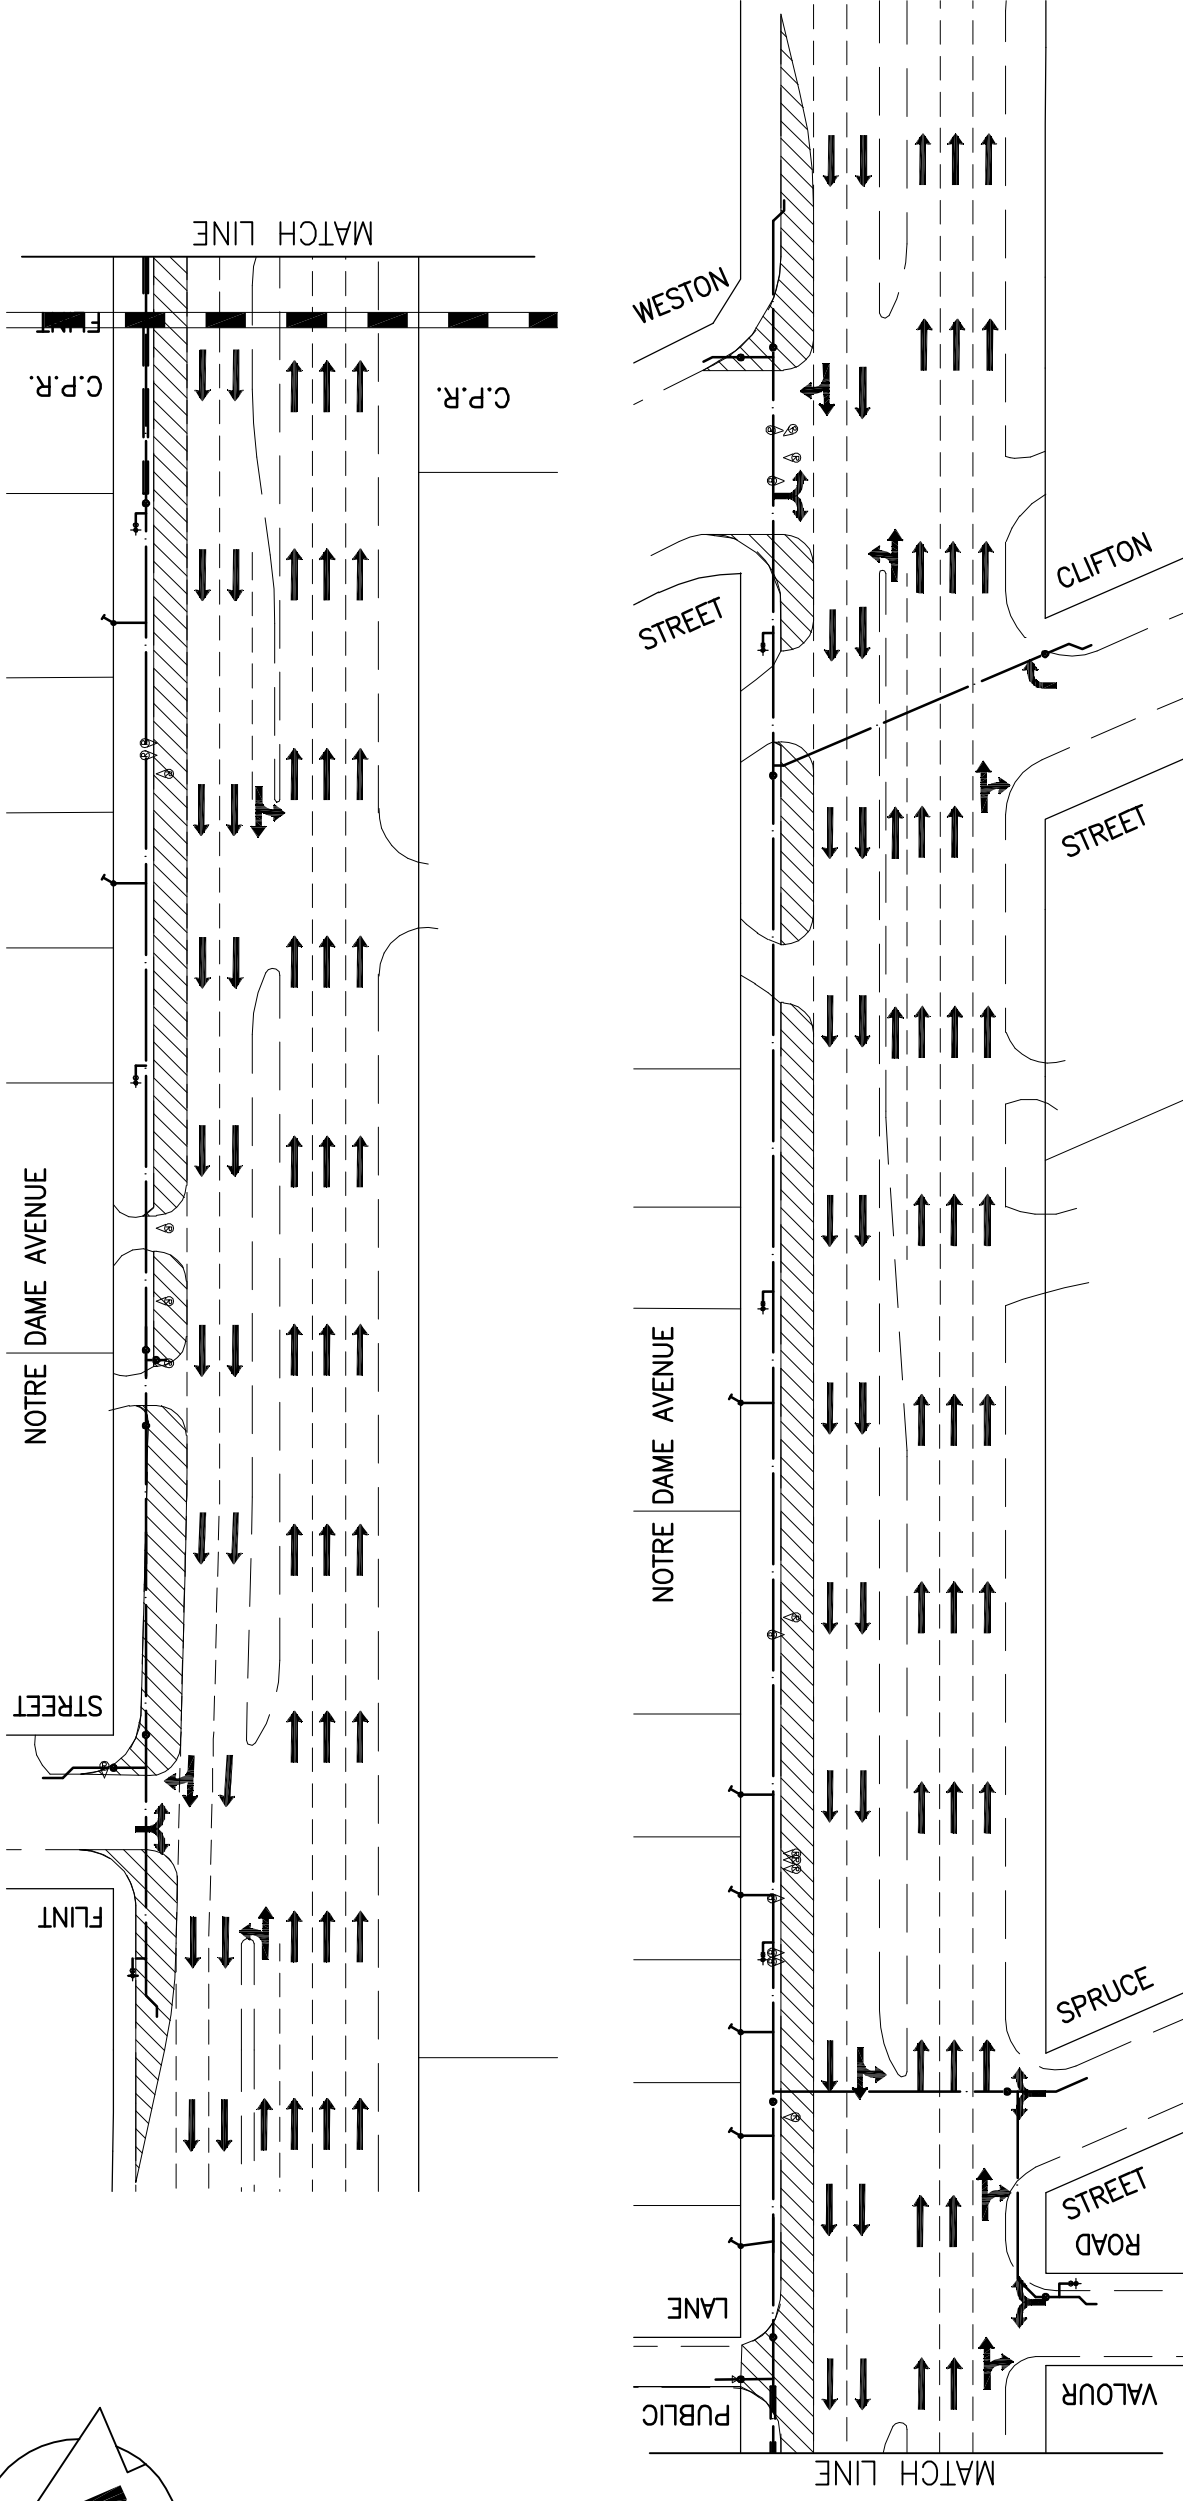 MATCH LINE
FLINT
C.P.R.
C.P.R.
NOTRE DAME AVENUE
STREET
FLINT
WESTON
STREET
CLIFTON
STREET
NOTRE DAME AVENUE
SPRUCE
STREET
ROAD
LANE
PUBLIC
VALOUR
MATCH LINE